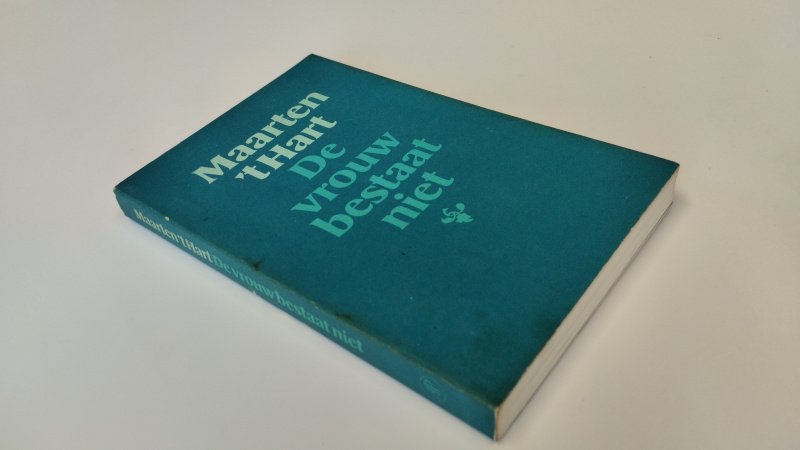 Maarten
't Hart
De
vrouw
bestaat
niet
Maarten 't Hart De vrouw bestaat niet